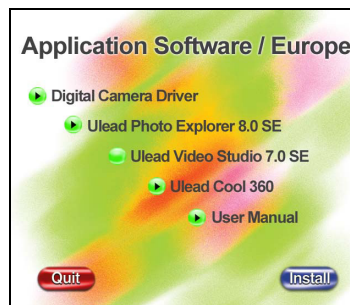 Application Software / Europe
Digital Camera Driver
Ulead Photo Explorer 8.0 SE
Ulead Video Studio 7.0 SE
Ulead Cool 360
User Manual
Quit
Install